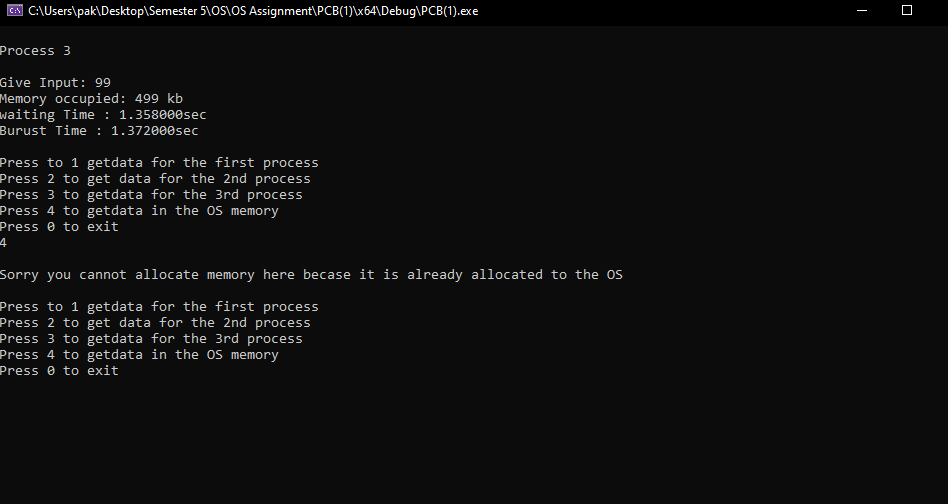 C:\Users\pak\Desktop\Semester 5\OS\OS Assignment\PCB(1)\x64\Debug\PCB(1).exe
Process 3
Give Input: 99
Memory occupied: 499 kb
waiting Time : 1.358000sec
Burust Time : 1.372000sec
Press to 1 getdata for the first process
Press 2 to get data for the 2nd process
Press 3 to getdata for the 3rd process
Press 4 to getdata in the OS memory
Press 0 to exit
4
Sorry you cannot allocate memory here becase it is already allocated to the OS
Press to 1 getdata for the first process
Press 2 to get data for the 2nd process
Press 3 to getdata for the 3rd process
Press 4 to getdata in the OS memory
Press 0 to exit